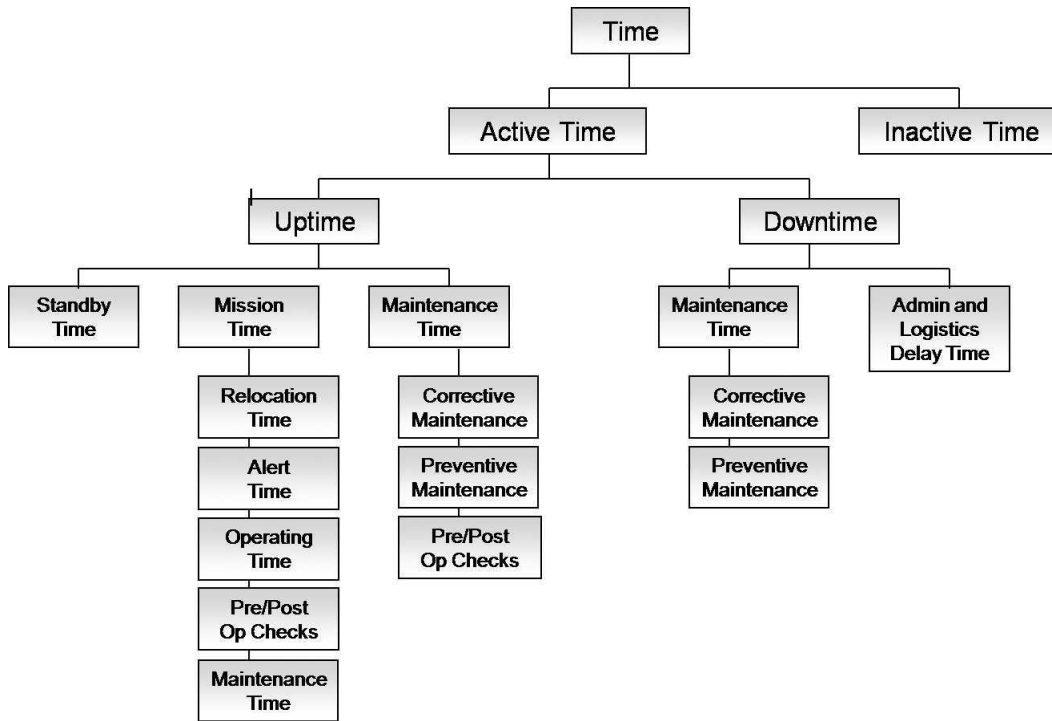 Time
Active Time
Inactive Time
Uptime
Downtime
Standby
Time
Mission
Time
Maintenance
Time
Maintenance
Time
Admin and
Logistics
Delay Time
Relocation
Time
Alert
Time
Operating
Time
Pre/Post
Op Checks
Maintenance
Time
Corrective
Maintenance
Preventive
Maintenance
Pre/Post
Op Checks
Corrective
Maintenance
Preventive
Maintenance